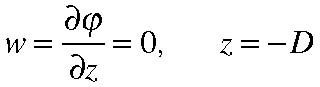 w = ∂φ/∂z = 0, z = −D